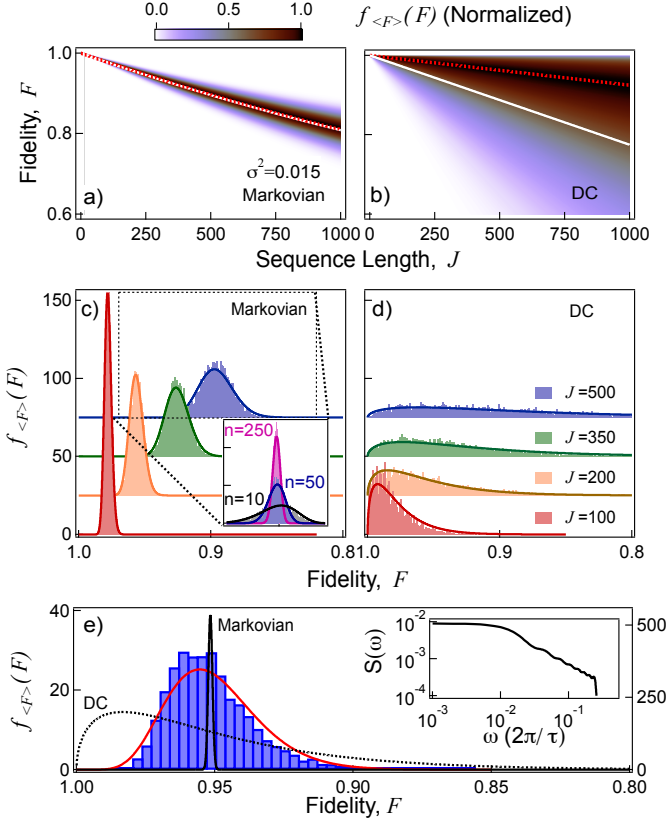 f<F>(F) (Normalized)
0.0 0.5 1.0
Fidelity, F
1.0
0.8
0.6
a)
σ²=0.015
Markovian
b)
DC
0 250 500 750 1000
0 250 500 750 1000
Sequence Length, J
f<F>(F)
150
100
50
0
c)
Markovian
n=250
n=50
n=10
d)
DC
J=500
J=350
J=200
J=100
1.0 0.9 0.8
1.0 0.9 0.8
Fidelity, F
Fidelity, F
f<F>(F)
40
20
0
e)
Markovian
DC
S(ω)
10⁻²
10⁻³
10⁻⁴
10⁻³ 10⁻² 10⁻¹
ω (2π/τ)
500
250
0
1.00 0.95 0.90 0.85 0.80
Fidelity, F